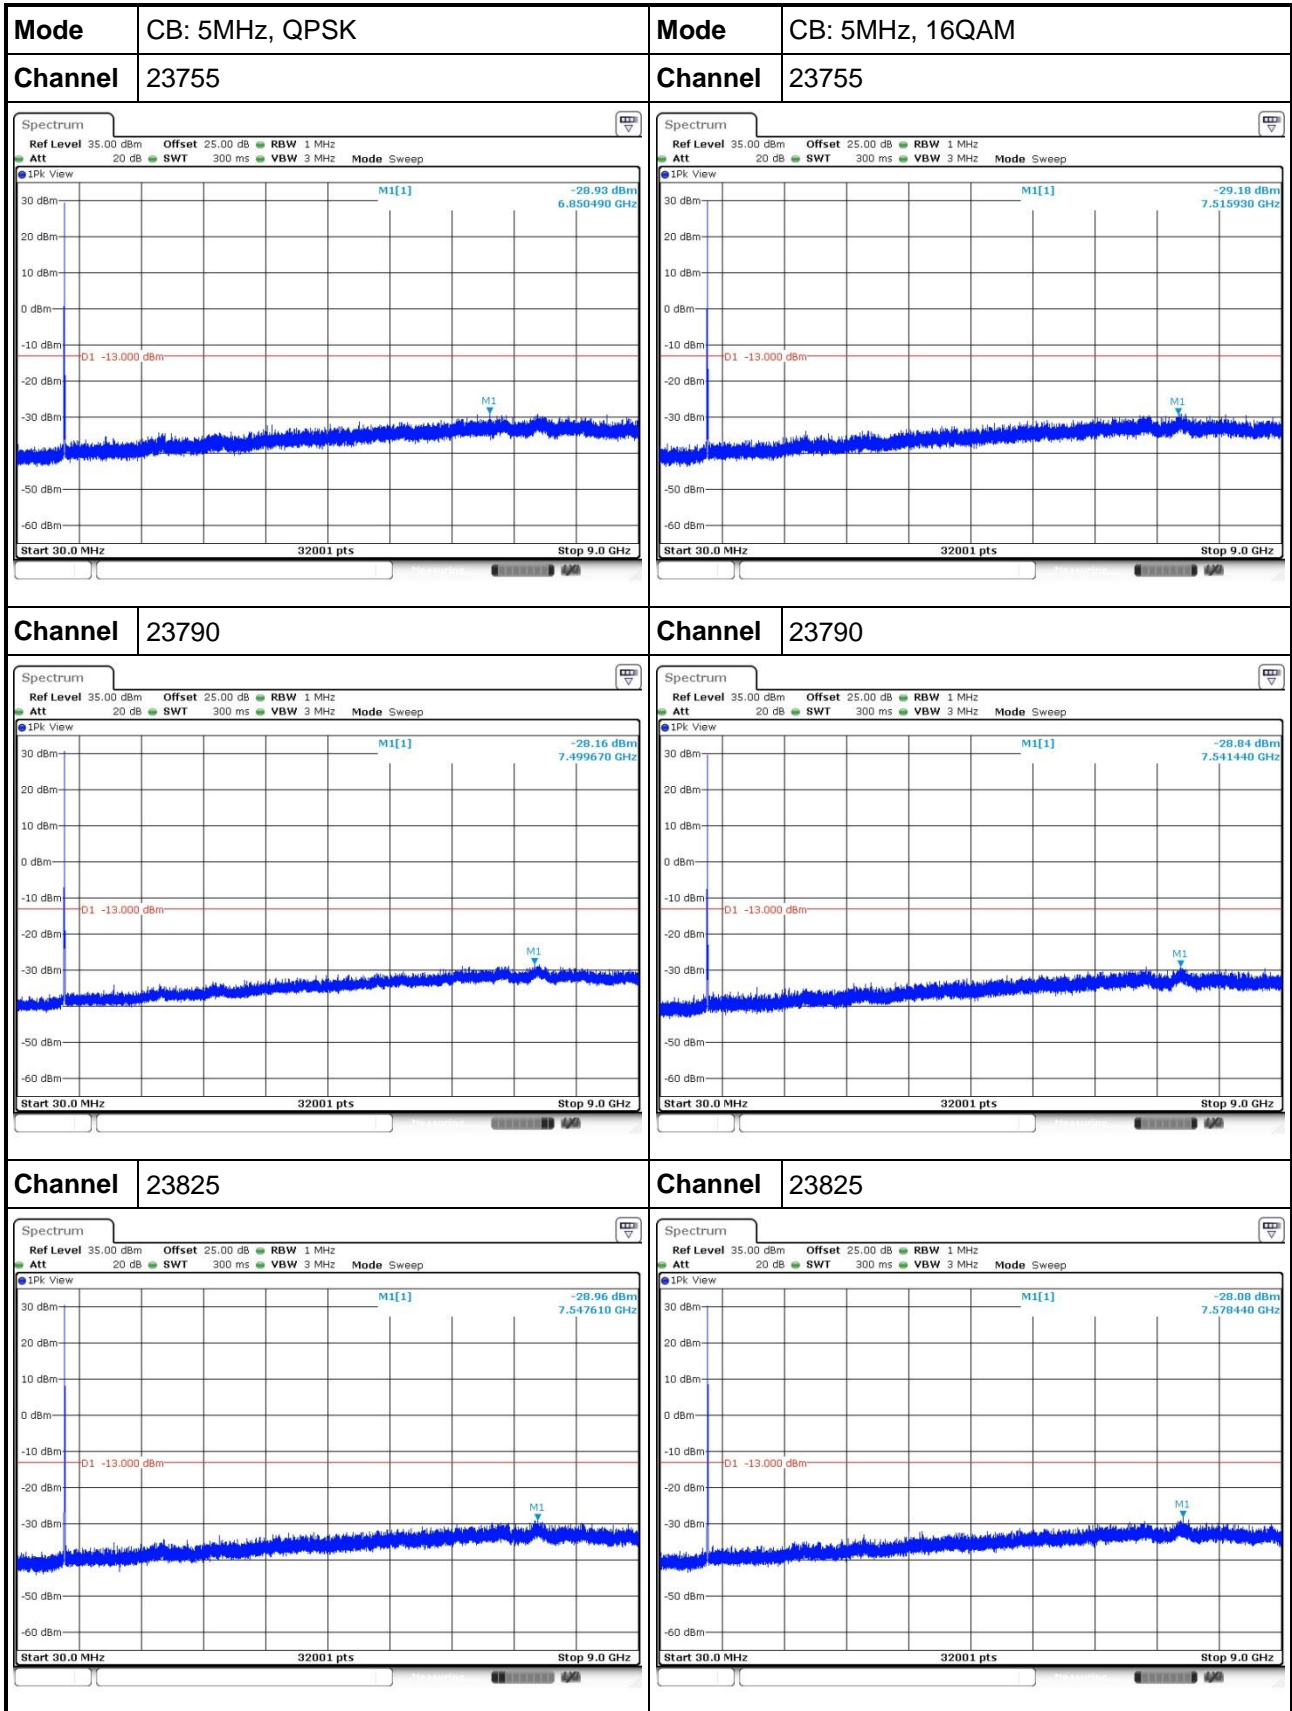 Mode CB: 5MHz, QPSK Mode CB: 5MHz, 16QAM
Channel 23755 Channel 23755
Spectrum
Ref Level 35.00 dBm Offset 25.00 dB RBW 1 MHz
Att 20 dB SWT 300 ms VBW 3 MHz Mode Sweep
1Pk View
M1[1] -28.93 dBm
6.850490 GHz
30 dBm
20 dBm
10 dBm
0 dBm
-10 dBm
D1 -13.000 dBm
-20 dBm
M1
-30 dBm
-50 dBm
-60 dBm
Start 30.0 MHz 32001 pts Stop 9.0 GHz
Spectrum
Ref Level 35.00 dBm Offset 25.00 dB RBW 1 MHz
Att 20 dB SWT 300 ms VBW 3 MHz Mode Sweep
1Pk View
M1[1] -29.18 dBm
7.515930 GHz
30 dBm
20 dBm
10 dBm
0 dBm
-10 dBm
D1 -13.000 dBm
-20 dBm
M1
-30 dBm
-50 dBm
-60 dBm
Start 30.0 MHz 32001 pts Stop 9.0 GHz
Channel 23790 Channel 23790
Spectrum
Ref Level 35.00 dBm Offset 25.00 dB RBW 1 MHz
Att 20 dB SWT 300 ms VBW 3 MHz Mode Sweep
1Pk View
M1[1] -28.16 dBm
7.499670 GHz
30 dBm
20 dBm
10 dBm
0 dBm
-10 dBm
D1 -13.000 dBm
-20 dBm
M1
-30 dBm
-50 dBm
-60 dBm
Start 30.0 MHz 32001 pts Stop 9.0 GHz
Spectrum
Ref Level 35.00 dBm Offset 25.00 dB RBW 1 MHz
Att 20 dB SWT 300 ms VBW 3 MHz Mode Sweep
1Pk View
M1[1] -28.84 dBm
7.541440 GHz
30 dBm
20 dBm
10 dBm
0 dBm
-10 dBm
D1 -13.000 dBm
-20 dBm
M1
-30 dBm
-50 dBm
-60 dBm
Start 30.0 MHz 32001 pts Stop 9.0 GHz
Channel 23825 Channel 23825
Spectrum
Ref Level 35.00 dBm Offset 25.00 dB RBW 1 MHz
Att 20 dB SWT 300 ms VBW 3 MHz Mode Sweep
1Pk View
M1[1] -28.96 dBm
7.547610 GHz
30 dBm
20 dBm
10 dBm
0 dBm
-10 dBm
D1 -13.000 dBm
-20 dBm
M1
-30 dBm
-50 dBm
-60 dBm
Start 30.0 MHz 32001 pts Stop 9.0 GHz
Spectrum
Ref Level 35.00 dBm Offset 25.00 dB RBW 1 MHz
Att 20 dB SWT 300 ms VBW 3 MHz Mode Sweep
1Pk View
M1[1] -28.08 dBm
7.578440 GHz
30 dBm
20 dBm
10 dBm
0 dBm
-10 dBm
D1 -13.000 dBm
-20 dBm
M1
-30 dBm
-50 dBm
-60 dBm
Start 30.0 MHz 32001 pts Stop 9.0 GHz